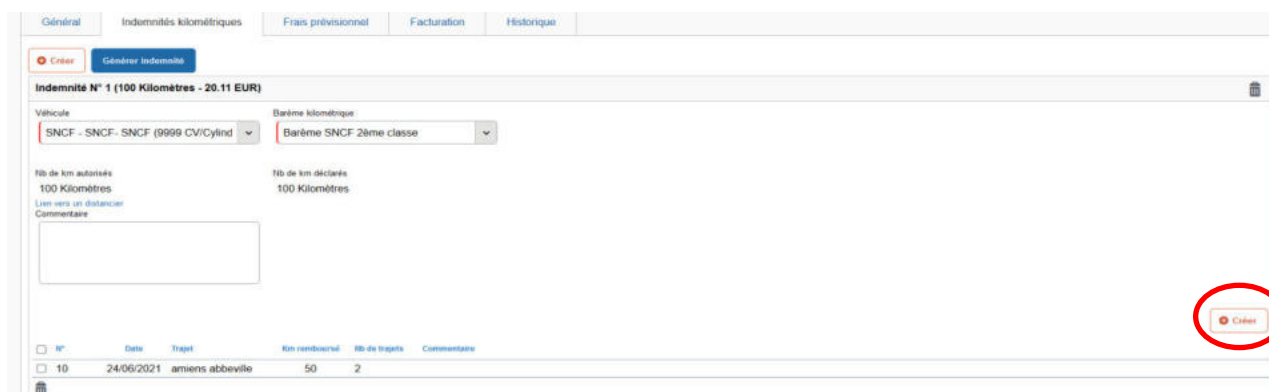 Général Indemnités kilométriques Frais prévisionnel Facturation Historique
Créer Générer indemnité
Indemnité N° 1 (100 Kilomètres - 20.11 EUR)
Véhicule Barème kilométrique
SNCF - SNCF- SNCF (9999 CV/Cylind Barème SNCF 2ème classe
Nb de km autorisés Nb de km déclarés
100 Kilomètres 100 Kilomètres
Lien vers un distancier
Commentaire
Créer
N° Date Trajet Km remboursé Nb de trajets Commentaire
10 24/06/2021 amiens abbeville 50 2